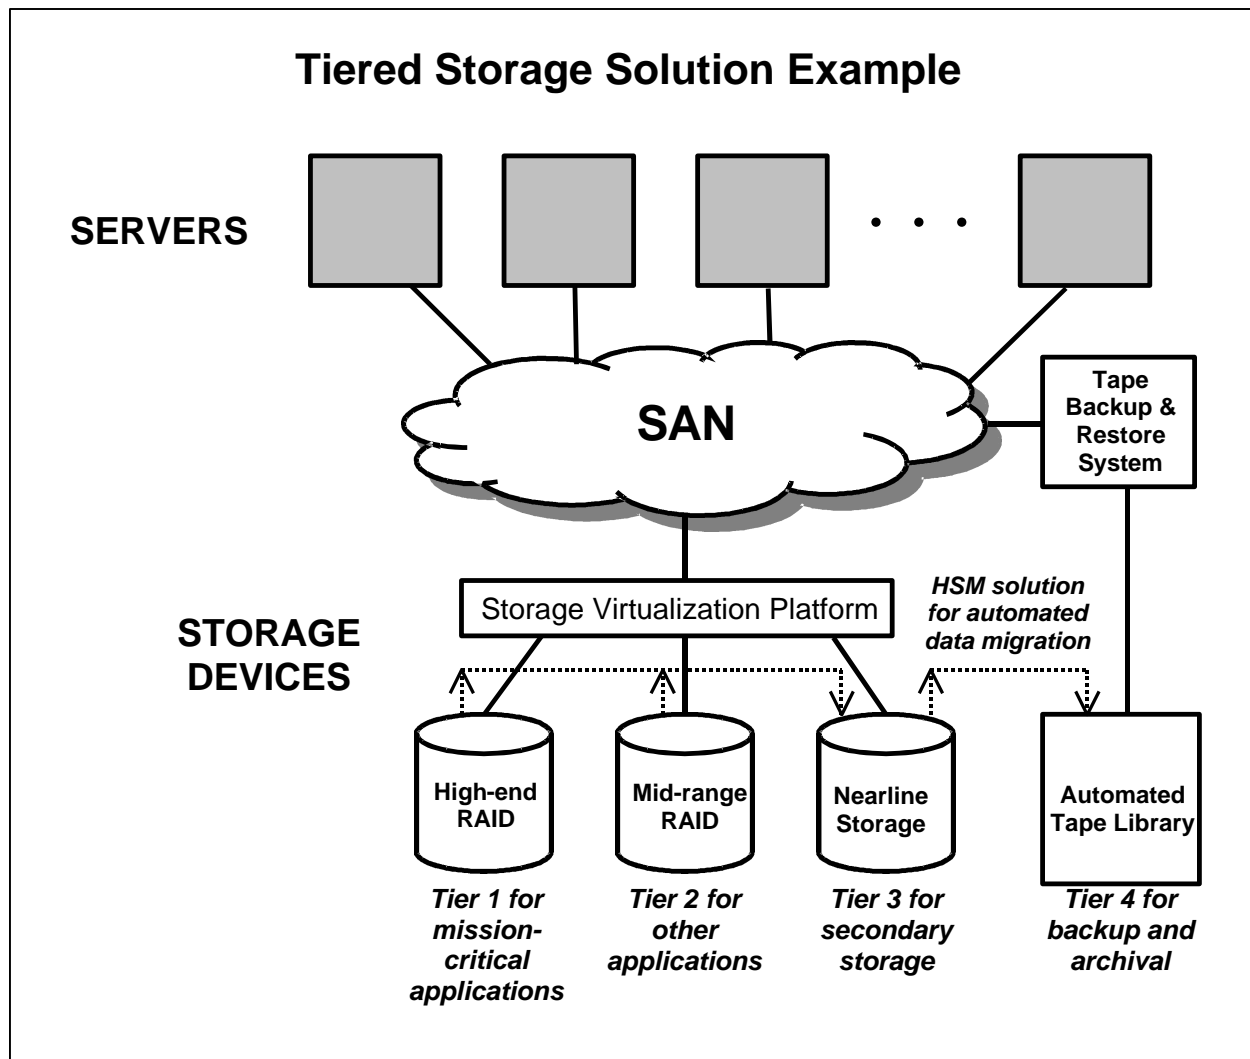 Tiered Storage Solution Example
SERVERS
. . .
SAN
Tape
Backup &
Restore
System
Storage Virtualization Platform
HSM solution
for automated
data migration
STORAGE
DEVICES
High-end
RAID
Mid-range
RAID
Nearline
Storage
Automated
Tape Library
Tier 1 for
mission-
critical
applications
Tier 2 for
other
applications
Tier 3 for
secondary
storage
Tier 4 for
backup and
archival